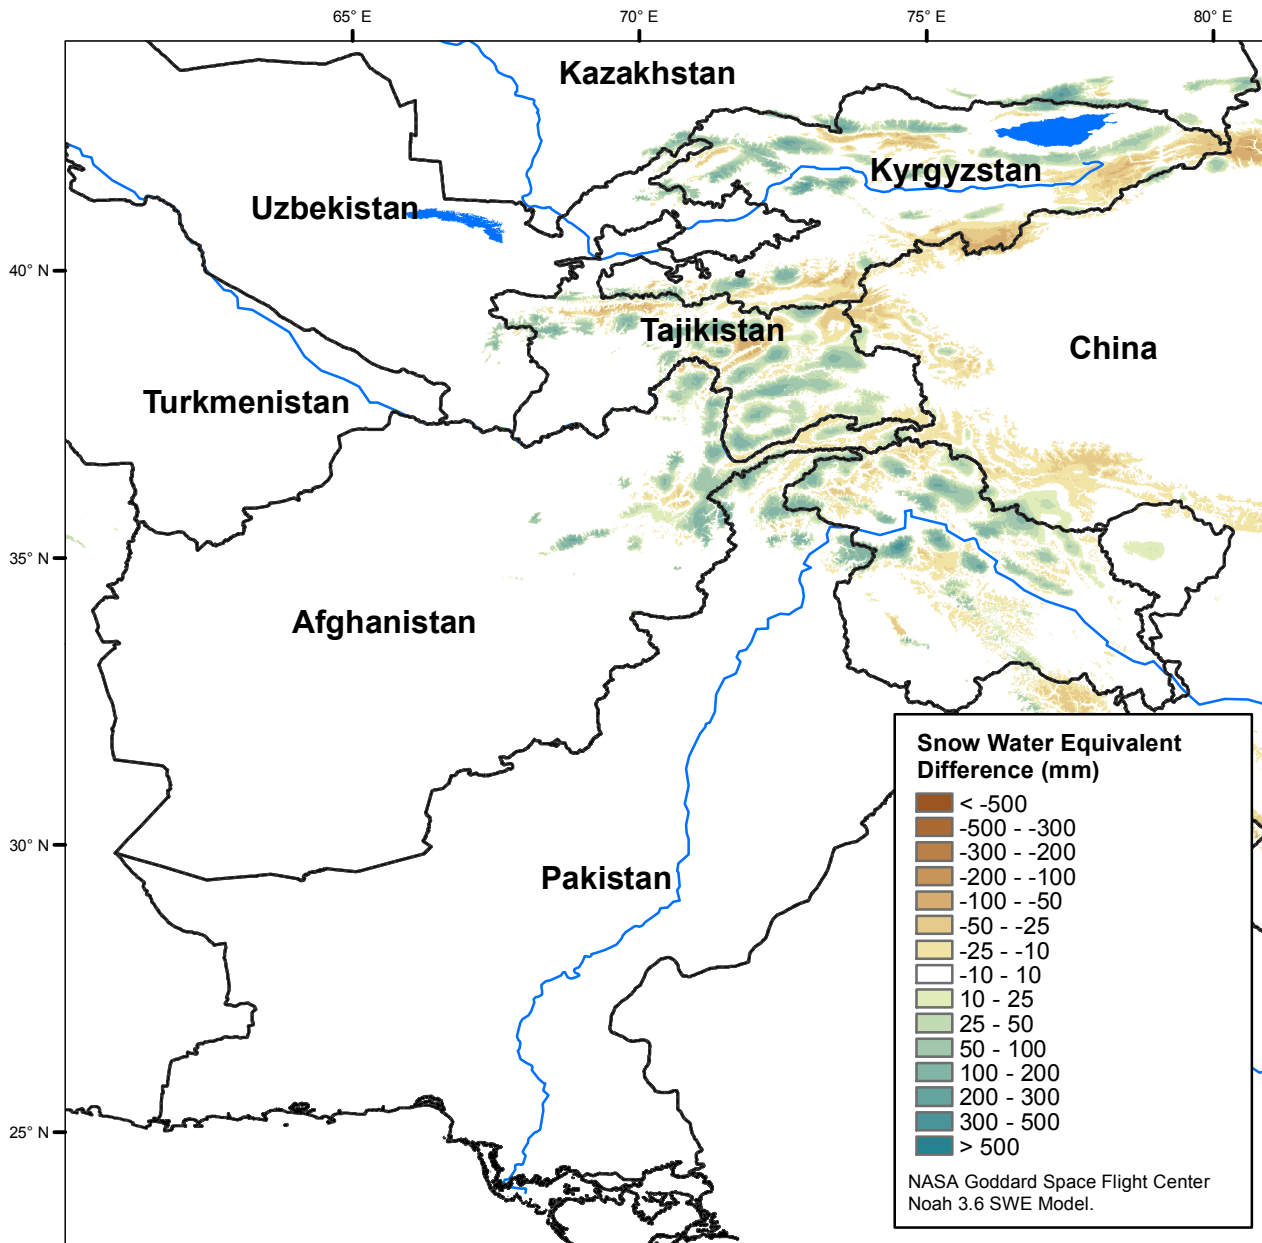 65° E
70° E
75° E
80° E
Kazakhstan
Kyrgyzstan
Uzbekistan
40° N
Tajikistan
China
Turkmenistan
35° N
Afghanistan
30° N
Pakistan
25° N
Snow Water Equivalent
Difference (mm)
< -500
-500 - -300
-300 - -200
-200 - -100
-100 - -50
-50 - -25
-25 - -10
-10 - 10
10 - 25
25 - 50
50 - 100
100 - 200
200 - 300
300 - 500
> 500
NASA Goddard Space Flight Center
Noah 3.6 SWE Model.